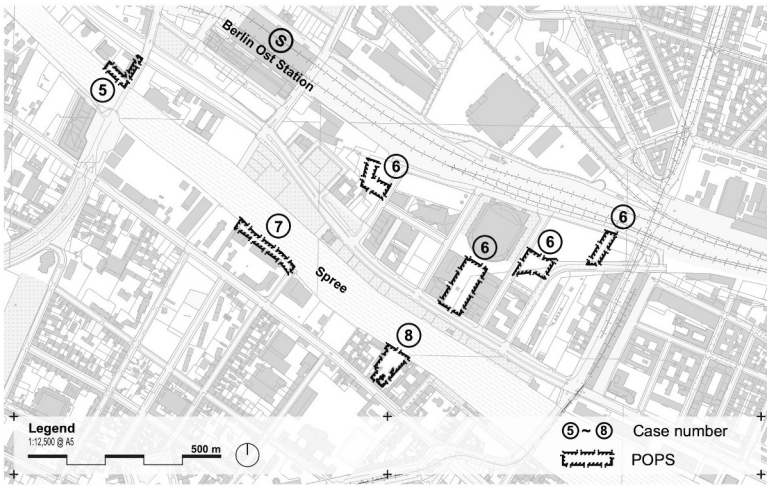 S
Berlin Ost Station
5
6
6
7
6
6
Spree
8
Legend
1:12,500 @ A5
500 m
5 ~ 8 Case number
POPS